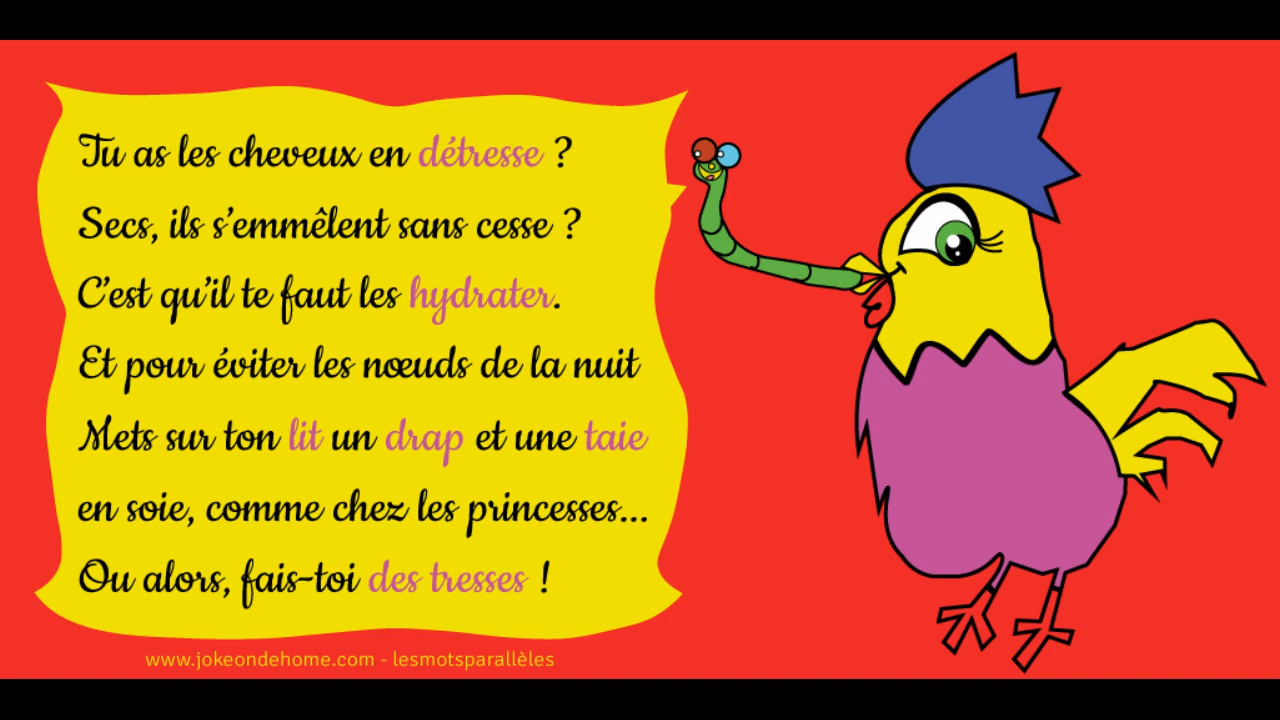 Tu as les cheveux en détresse ?
Secs, ils s'emmêlent sans cesse ?
C'est qu'il te faut les hydrater.
Et pour éviter les nœuds de la nuit
Mets sur ton lit un drap et une taie
en soie, comme chez les princesses...
Ou alors, fais-toi des tresses !
www.jokeondehome.com - lesmotsparallèles